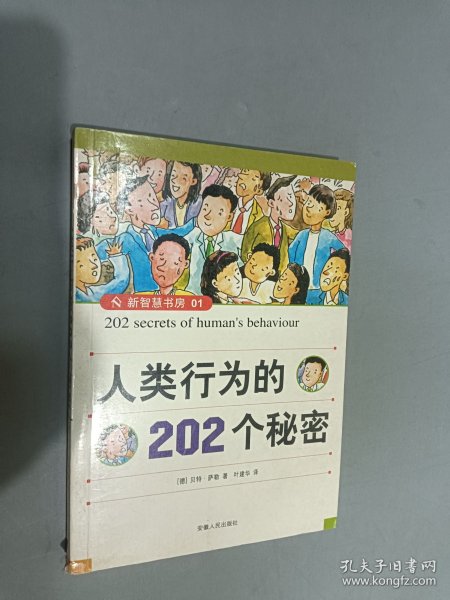 新智慧书房 01
202 secrets of human's behaviour
人类行为的
202个秘密
[德] 贝特·萨勒 著 叶建华 译
安徽人民出版社
孔夫子旧书网
www.kongfz.com